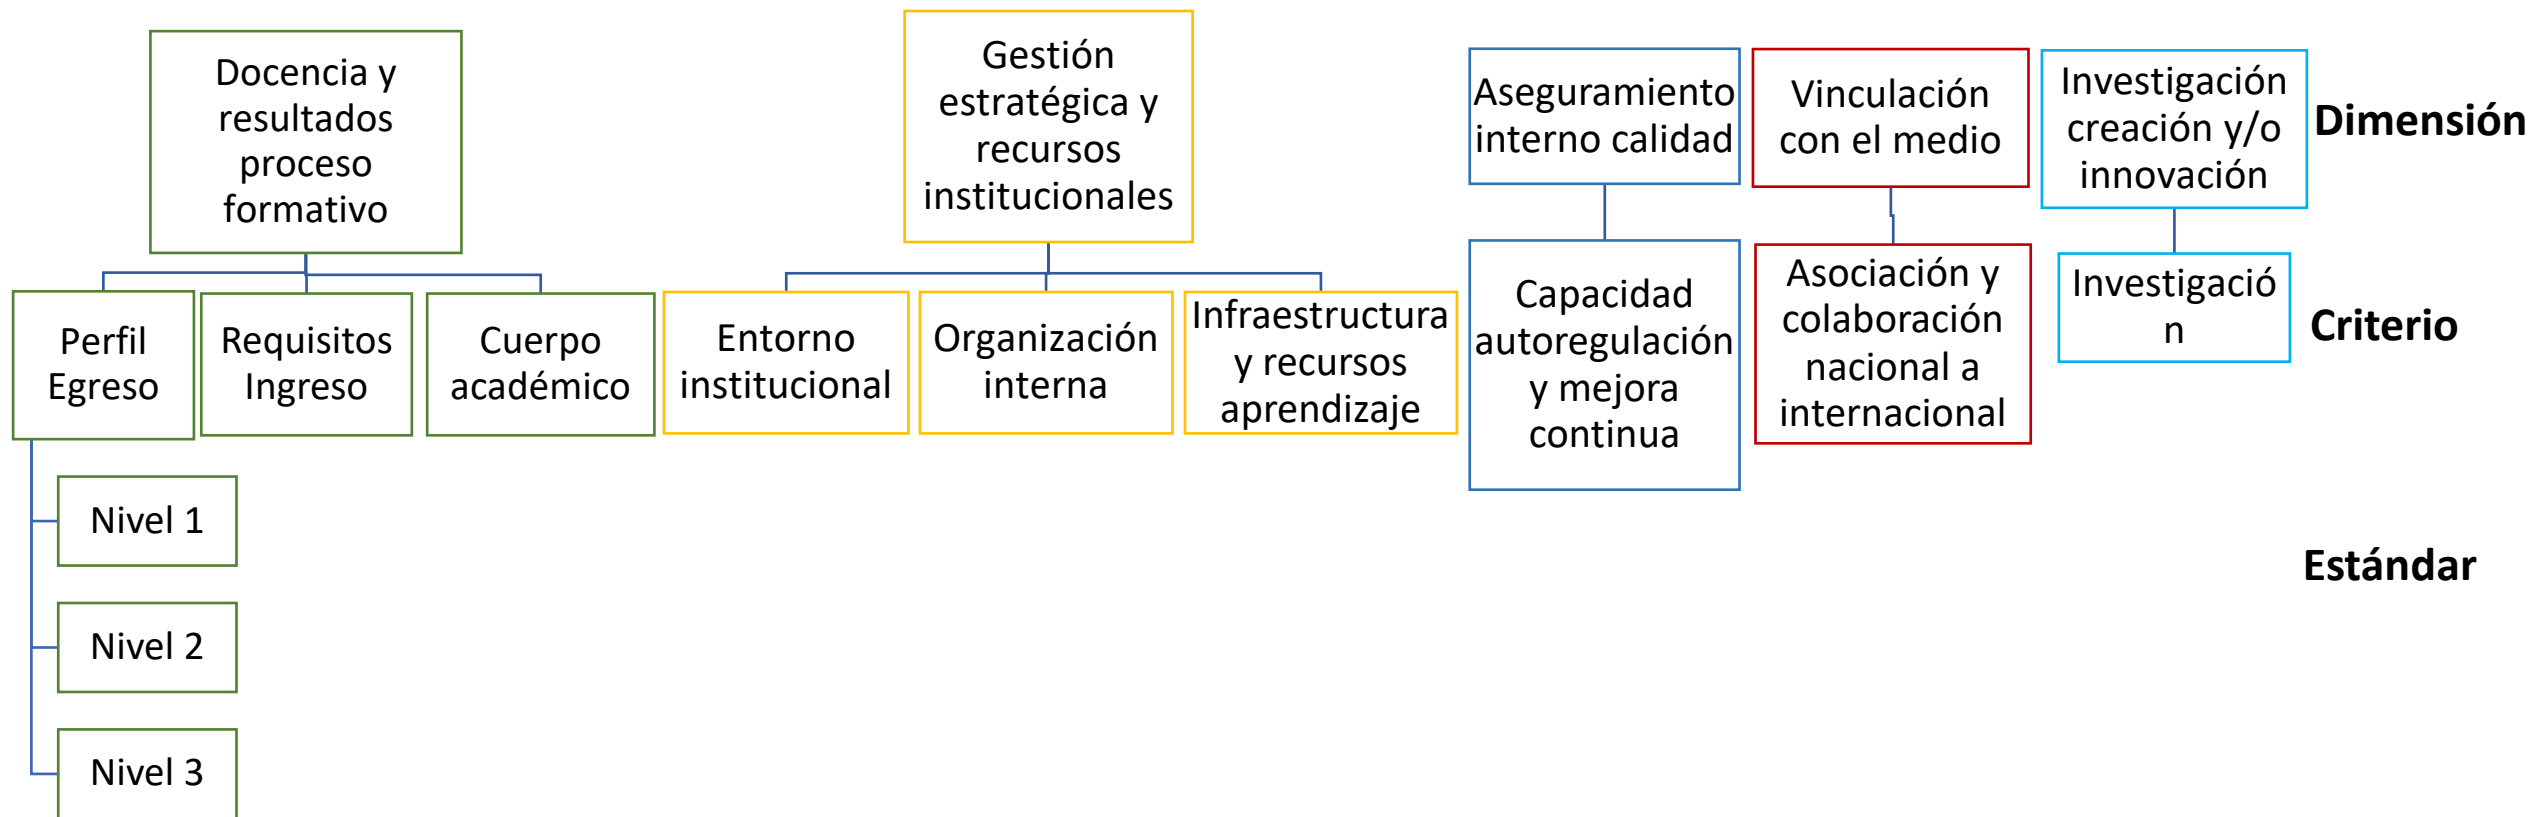 Docencia y
resultados
proceso
formativo
Gestión
estratégica y
recursos
institucionales
Aseguramiento
interno calidad
Vinculación
con el medio
Investigación
creación y/o
innovación
Dimensión
Perfil
Egreso
Requisitos
Ingreso
Cuerpo
académico
Entorno
institucional
Organización
interna
Infraestructura
y recursos
aprendizaje
Capacidad
autoregulación
y mejora
continua
Asociación y
colaboración
nacional a
internacional
Investigació
n
Criterio
Nivel 1
Nivel 2
Nivel 3
Estándar